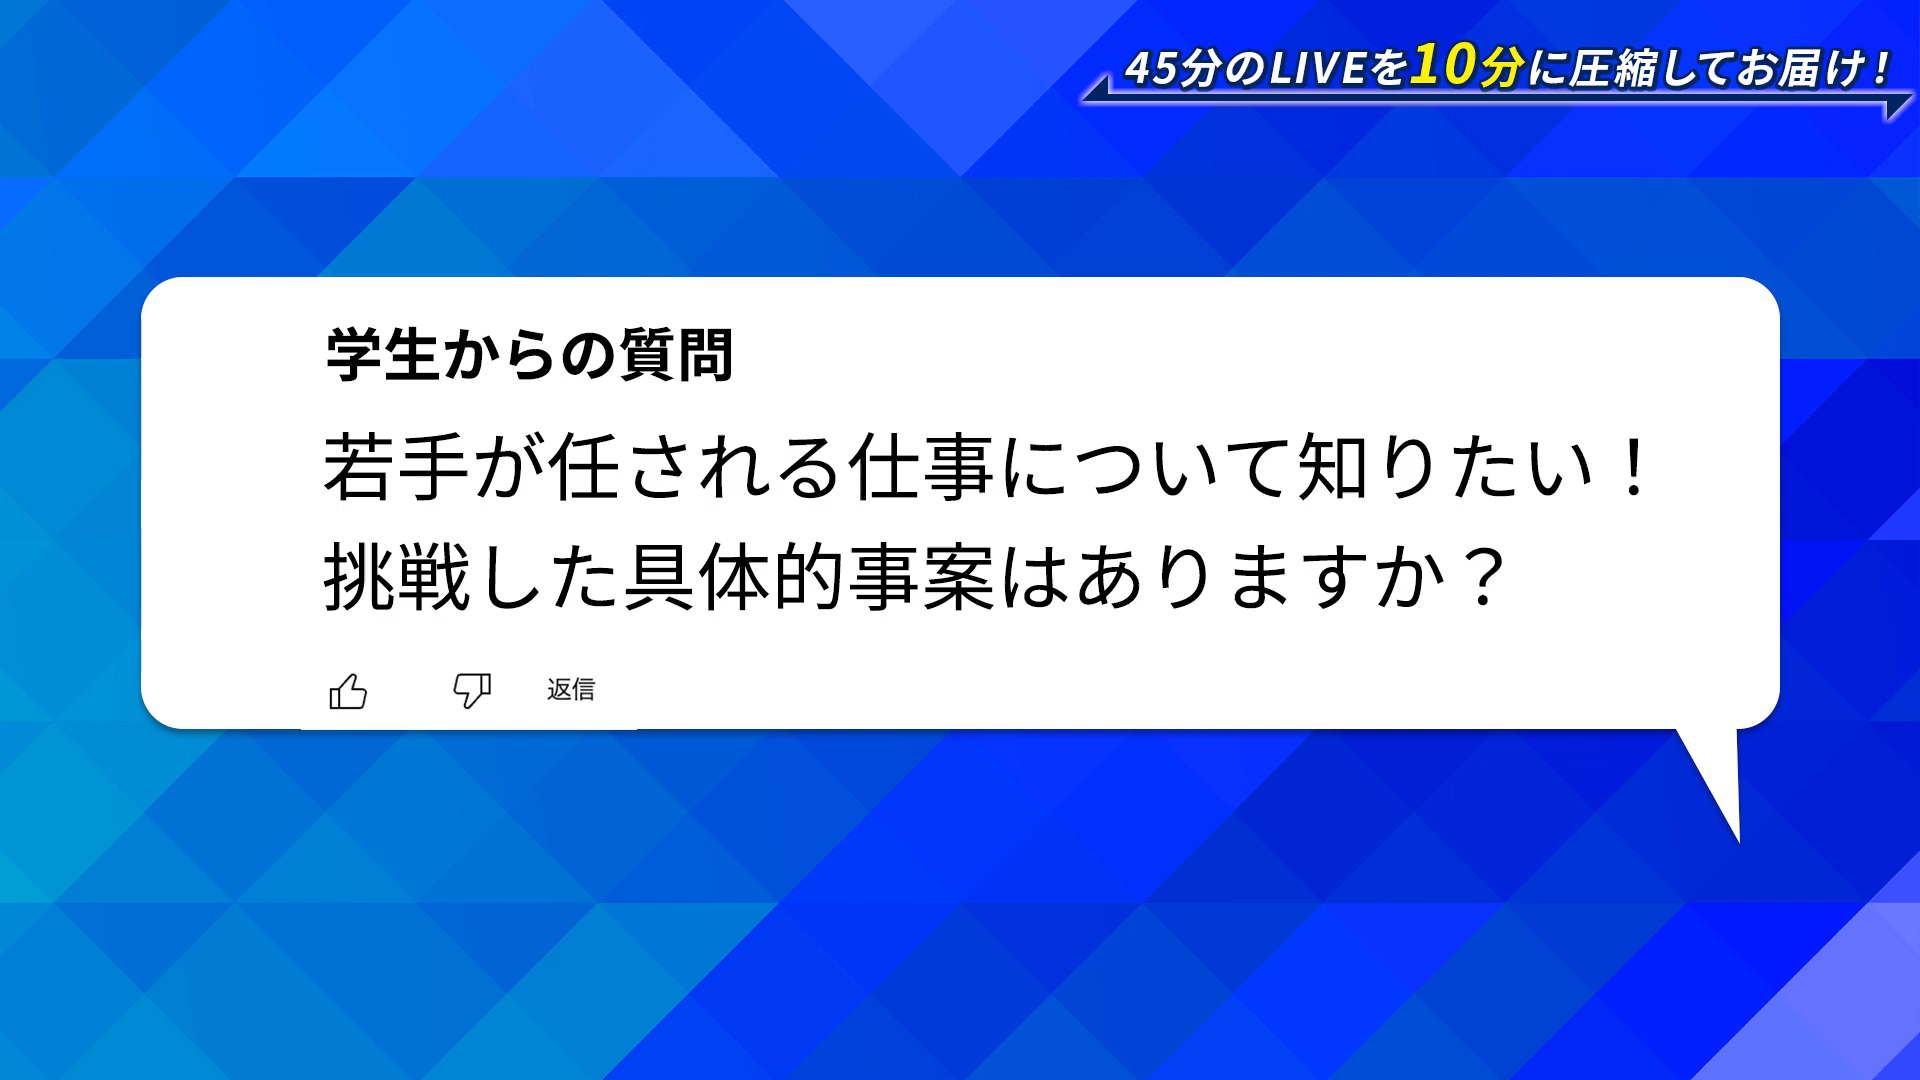 45分のLIVEを10分に圧縮してお届け！
学生からの質問
若手が任される仕事について知りたい！
挑戦した具体的事案はありますか？
返信